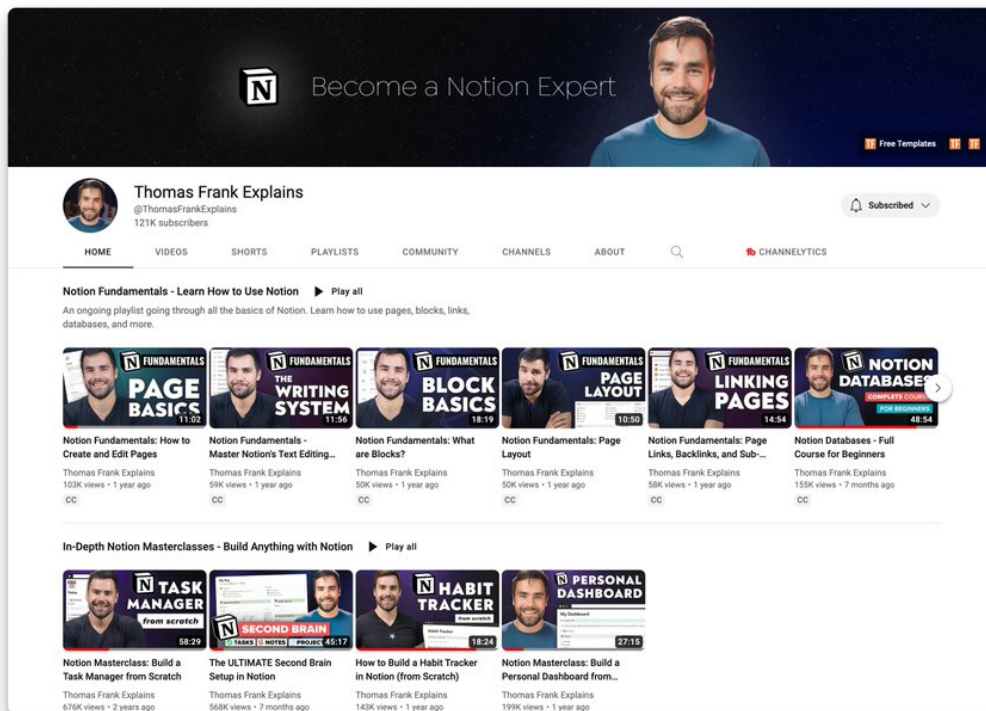 N Become a Notion Expert
TF Free Templates TF TF
Thomas Frank Explains
@ThomasFrankExplains
121K subscribers
Subscribed
HOME VIDEOS SHORTS PLAYLISTS COMMUNITY CHANNELS ABOUT CHANNELYTICS
Notion Fundamentals - Learn How to Use Notion Play all
An ongoing playlist going through all the basics of Notion. Learn how to use pages, blocks, links,
databases, and more.
N FUNDAMENTALS
PAGE
BASICS
11:02
Notion Fundamentals: How to
Create and Edit Pages
Thomas Frank Explains
103K views • 1 year ago
CC
N FUNDAMENTALS
THE
WRITING
SYSTEM
11:56
Notion Fundamentals -
Master Notion's Text Editing...
Thomas Frank Explains
59K views • 1 year ago
CC
N FUNDAMENTALS
BLOCK
BASICS
18:19
Notion Fundamentals: What
are Blocks?
Thomas Frank Explains
50K views • 1 year ago
CC
N FUNDAMENTALS
PAGE
LAYOUT
10:50
Notion Fundamentals: Page
Layout
Thomas Frank Explains
50K views • 1 year ago
CC
N FUNDAMENTALS
LINKING
PAGES
14:54
Notion Fundamentals: Page
Links, Backlinks, and Sub-...
Thomas Frank Explains
58K views • 1 year ago
CC
N NOTION
DATABASES
COMPLETE COURSE
FOR BEGINNERS
48:54
Notion Databases - Full
Course for Beginners
Thomas Frank Explains
155K views • 7 months ago
CC
In-Depth Notion Masterclasses - Build Anything with Notion Play all
N TASK
MANAGER
from scratch
58:29
Notion Masterclass: Build a
Task Manager from Scratch
Thomas Frank Explains
676K views • 2 years ago
N SECOND BRAIN
TASKS NOTES PROJECT
45:17
The ULTIMATE Second Brain
Setup in Notion
Thomas Frank Explains
568K views • 7 months ago
N HABIT
TRACKER
from scratch
Habit Tracker
18:24
How to Build a Habit Tracker
in Notion (from Scratch)
Thomas Frank Explains
143K views • 1 year ago
N PERSONAL
DASHBOARD
My Dashboard
27:15
Notion Masterclass: Build a
Personal Dashboard from...
Thomas Frank Explains
199K views • 1 year ago